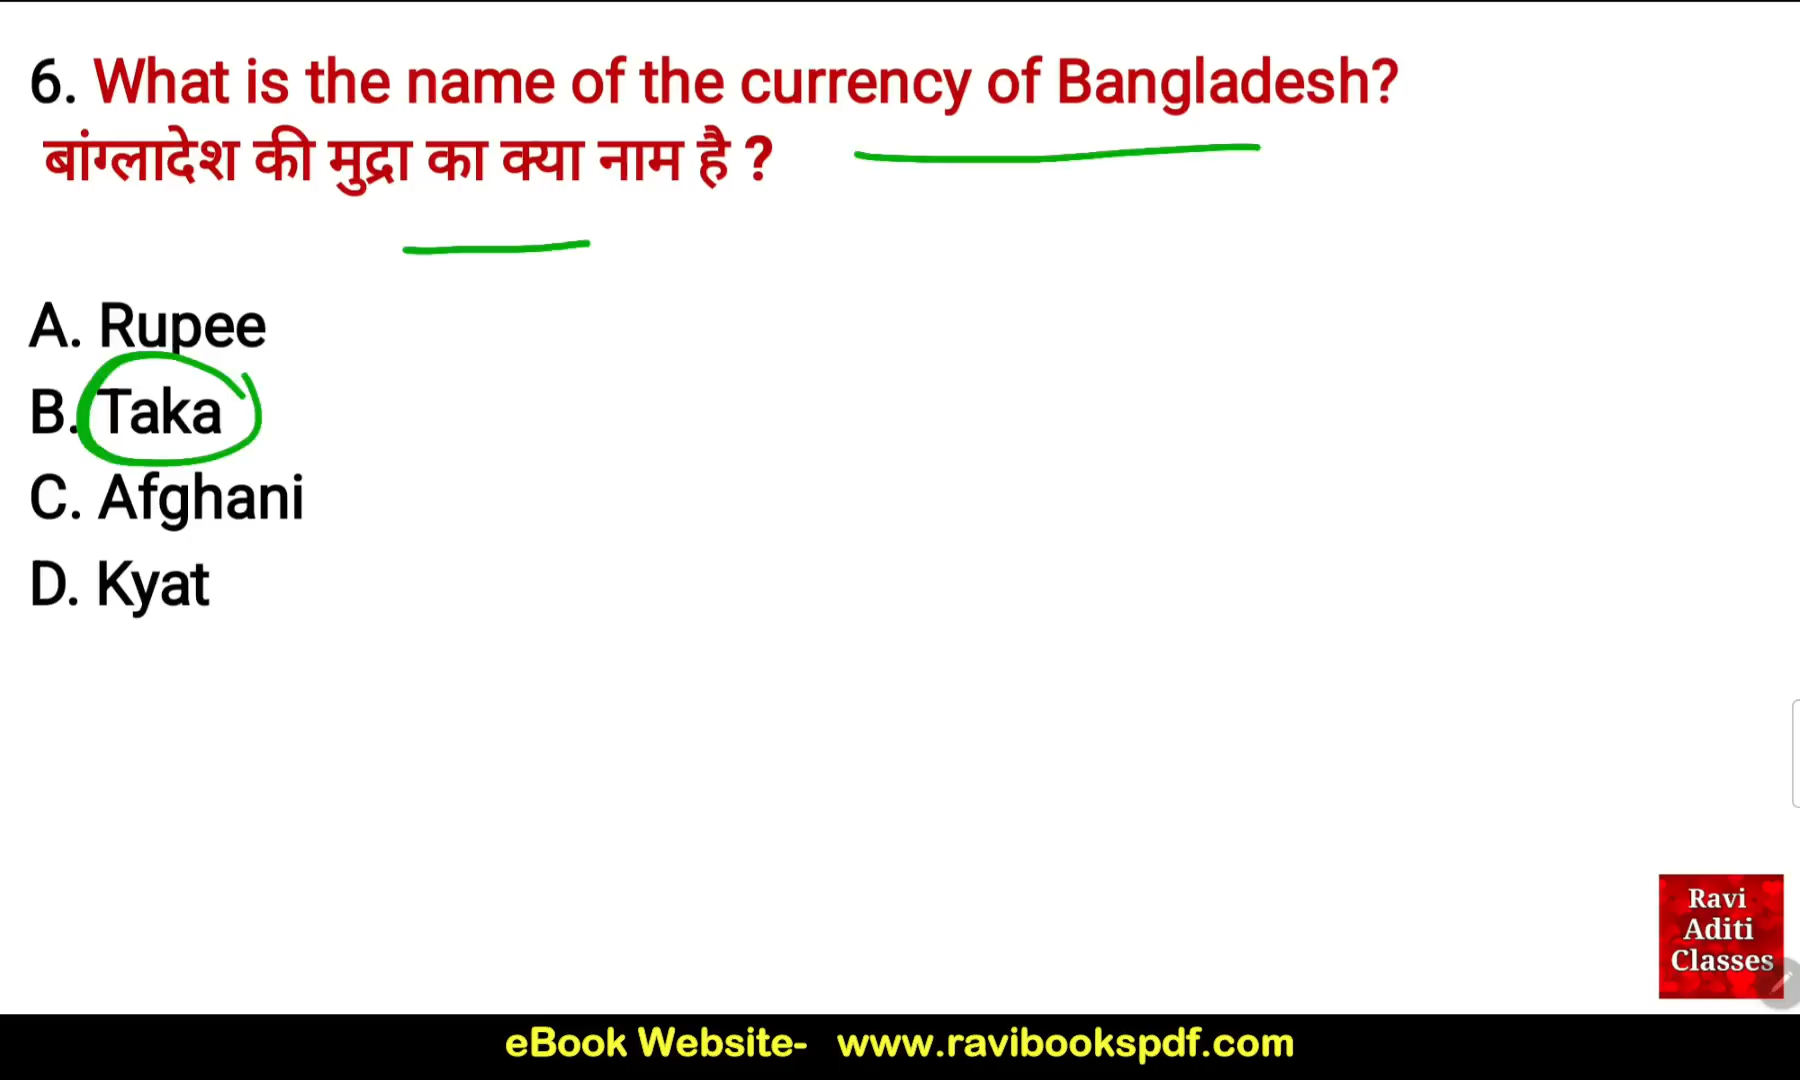 6. What is the name of the currency of Bangladesh?
बांग्लादेश की मुद्रा का क्या नाम है ?
A. Rupee
B. Taka
C. Afghani
D. Kyat
Ravi
Aditi
Classes
eBook Website- www.ravibookspdf.com